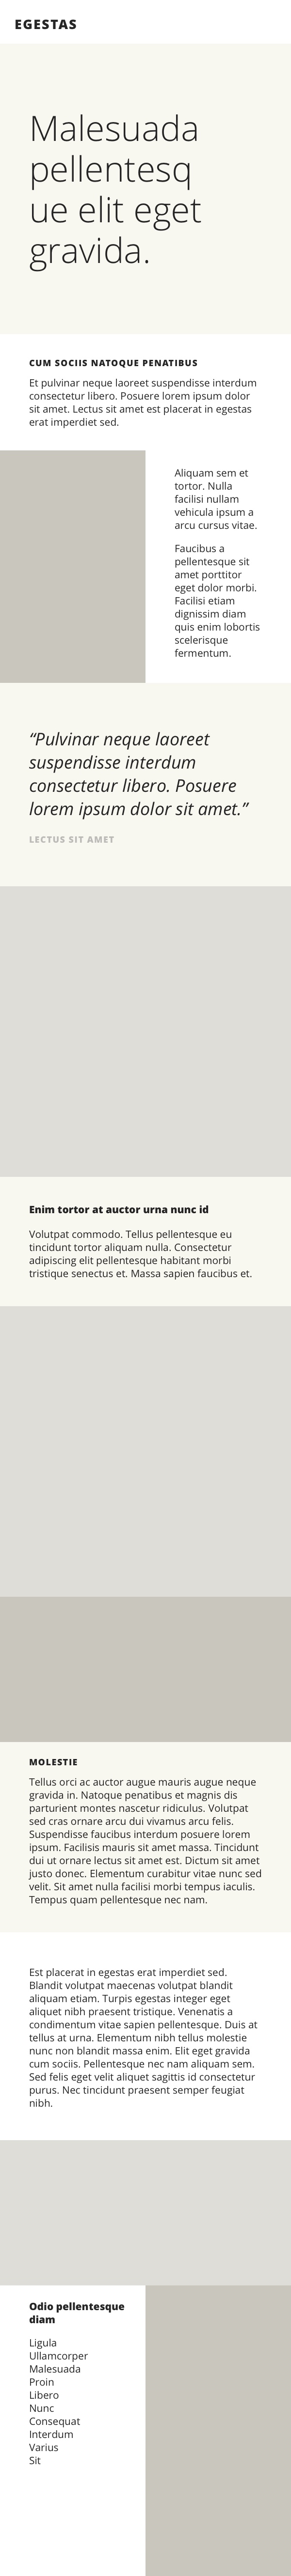 EGESTAS
Malesuada
pellentesq
ue elit eget
gravida.
CUM SOCIIS NATOQUE PENATIBUS
Et pulvinar neque laoreet suspendisse interdum
consectetur libero. Posuere lorem ipsum dolor
sit amet. Lectus sit amet est placerat in egestas
erat imperdiet sed.
Aliquam sem et
tortor. Nulla
facilisi nullam
vehicula ipsum a
arcu cursus vitae.
Faucibus a
pellentesque sit
amet porttitor
eget dolor morbi.
Facilisi etiam
dignissim diam
quis enim lobortis
scelerisque
fermentum.
“Pulvinar neque laoreet
suspendisse interdum
consectetur libero. Posuere
lorem ipsum dolor sit amet.”
LECTUS SIT AMET
Enim tortor at auctor urna nunc id
Volutpat commodo. Tellus pellentesque eu
tincidunt tortor aliquam nulla. Consectetur
adipiscing elit pellentesque habitant morbi
tristique senectus et. Massa sapien faucibus et.
MOLESTIE
Tellus orci ac auctor augue mauris augue neque
gravida in. Natoque penatibus et magnis dis
parturient montes nascetur ridiculus. Volutpat
sed cras ornare arcu dui vivamus arcu felis.
Suspendisse faucibus interdum posuere lorem
ipsum. Facilisis mauris sit amet massa. Tincidunt
dui ut ornare lectus sit amet est. Dictum sit amet
justo donec. Elementum curabitur vitae nunc sed
velit. Sit amet nulla facilisi morbi tempus iaculis.
Tempus quam pellentesque nec nam.
Est placerat in egestas erat imperdiet sed.
Blandit volutpat maecenas volutpat blandit
aliquam etiam. Turpis egestas integer eget
aliquet nibh praesent tristique. Venenatis a
condimentum vitae sapien pellentesque. Duis at
tellus at urna. Elementum nibh tellus molestie
nunc non blandit massa enim. Elit eget gravida
cum sociis. Pellentesque nec nam aliquam sem.
Sed felis eget velit aliquet sagittis id consectetur
purus. Nec tincidunt praesent semper feugiat
nibh.
Odio pellentesque
diam
Ligula
Ullamcorper
Malesuada
Proin
Libero
Nunc
Consequat
Interdum
Varius
Sit